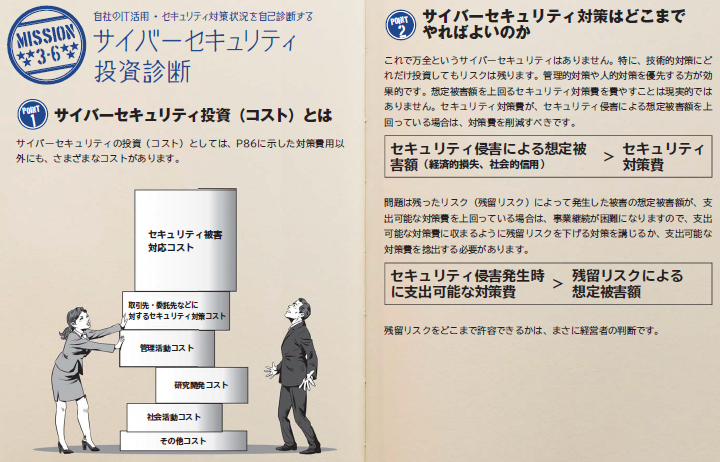 MISSION
3-6
自社のIT活用・セキュリティ対策状況を自己診断する
サイバーセキュリティ
投資診断
POINT
1
サイバーセキュリティ投資（コスト）とは
サイバーセキュリティの投資（コスト）としては、P86に示した対策費用以
外にも、さまざまなコストがあります。
セキュリティ被害
対応コスト
取引先・委託先などに
対するセキュリティ対策コスト
管理活動コスト
研究開発コスト
社会活動コスト
その他コスト
POINT
2
サイバーセキュリティ対策はどこまで
やればよいのか
これで万全というサイバーセキュリティはありません。特に、技術的対策にど
れだけ投資してもリスクは残ります。管理的対策や人的対策を優先する方が効
果的です。想定被害額を上回るセキュリティ対策費を費やすことは現実的では
ありません。セキュリティ対策費が、セキュリティ侵害による想定被害額を上
回っている場合は、対策費を削減すべきです。
セキュリティ侵害による想定被
害額（経済的損失、社会的信用）
＞
セキュリティ
対策費
問題は残ったリスク（残留リスク）によって発生した被害の想定被害額が、支
出可能な対策費を上回っている場合は、事業継続が困難になりますので、支出
可能な対策費に収まるように残留リスクを下げる対策を講じるか、支出可能な
対策費を捻出する必要があります。
セキュリティ侵害発生時
に支出可能な対策費
＞
残留リスクによる
想定被害額
残留リスクをどこまで許容できるかは、まさに経営者の判断です。